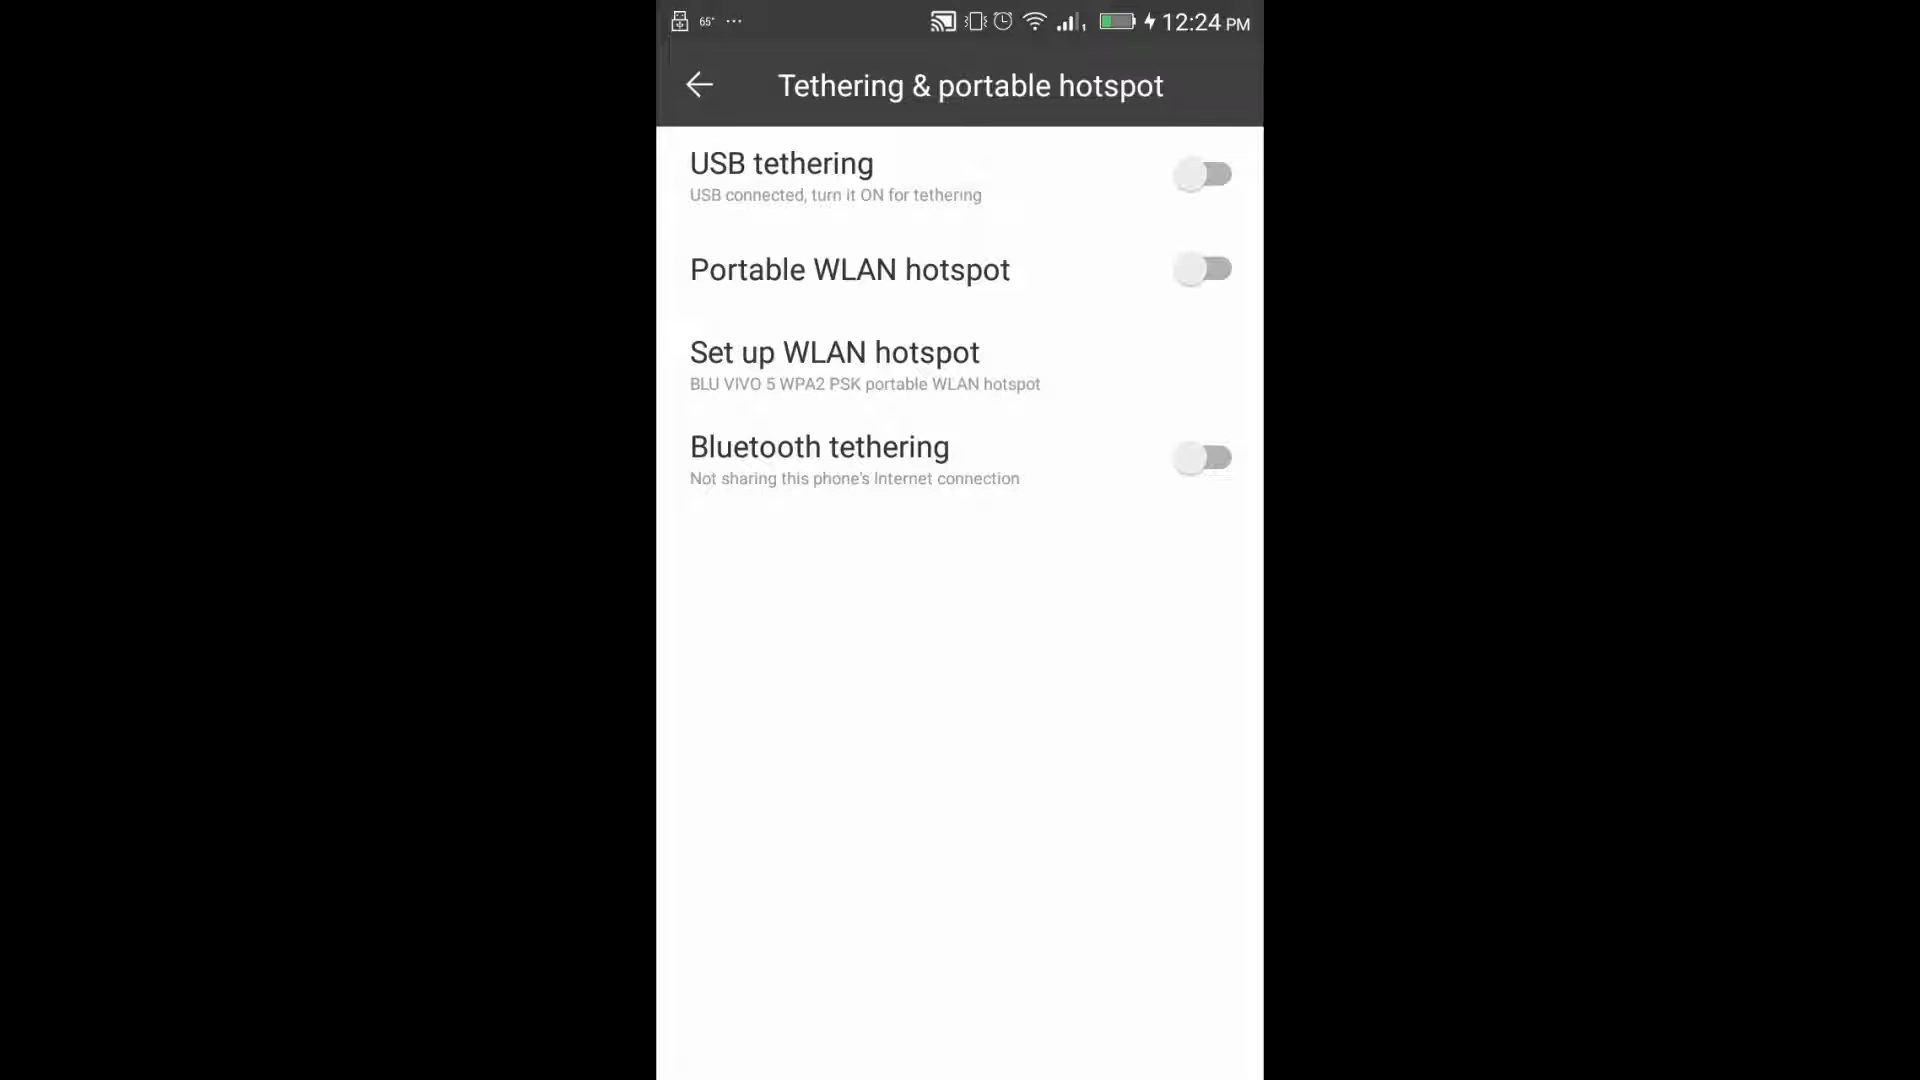 65° ... 1 12:24 PM
Tethering & portable hotspot
USB tethering
USB connected, turn it ON for tethering
Portable WLAN hotspot
Set up WLAN hotspot
BLU VIVO 5 WPA2 PSK portable WLAN hotspot
Bluetooth tethering
Not sharing this phone's Internet connection